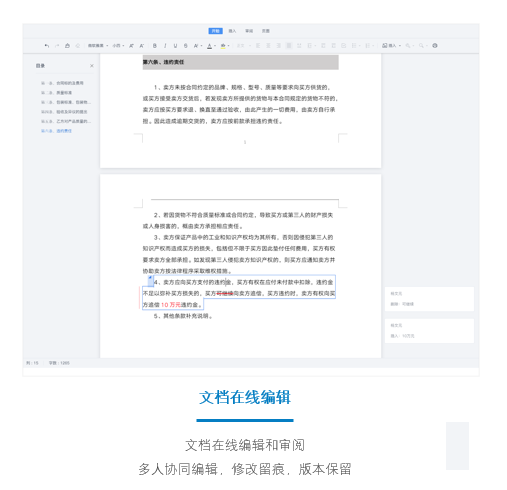 开始 插入 审阅 页面
目录
第六条、违约责任
1，卖方未按合同约定的品牌、规格、型号、质量等要求向买方供货的，
或买方接受卖方交货后，若发现卖方所提供的货物与本合同规定的货物不符的，
卖方应按买方要求退、换直至通过验收，由此产生的一切费用，由卖方自行承
担。因此造成逾期交货的，卖方应按前款承担违约责任。
1
2、若因货物不符合质量标准或合同约定，导致买方或第三人的财产损失
或人身损害的，概由卖方承担相应责任。
3、卖方保证产品中的工业和知识产权均为其所有，否则因侵犯第三人的
知识产权而造成买方的损失，包括但不限于买方因此垫付任何费用，买方有权
要求卖方全部承担。如发现第三人侵犯卖方知识产权的，则买方应通知卖方并
协助卖方按法律程序采取维权措施。
4、卖方应向买方支付的违约金，买方有权在应付未付款中扣除，违约金
不足以弥补买方损失的，买方可继续向卖方追偿，买方违约时，卖方有权向买
方追偿 10 万元违约金。
5、其他条款补充说明。
文档在线编辑
文档在线编辑和审阅
多人协同编辑，修改留痕，版本保留